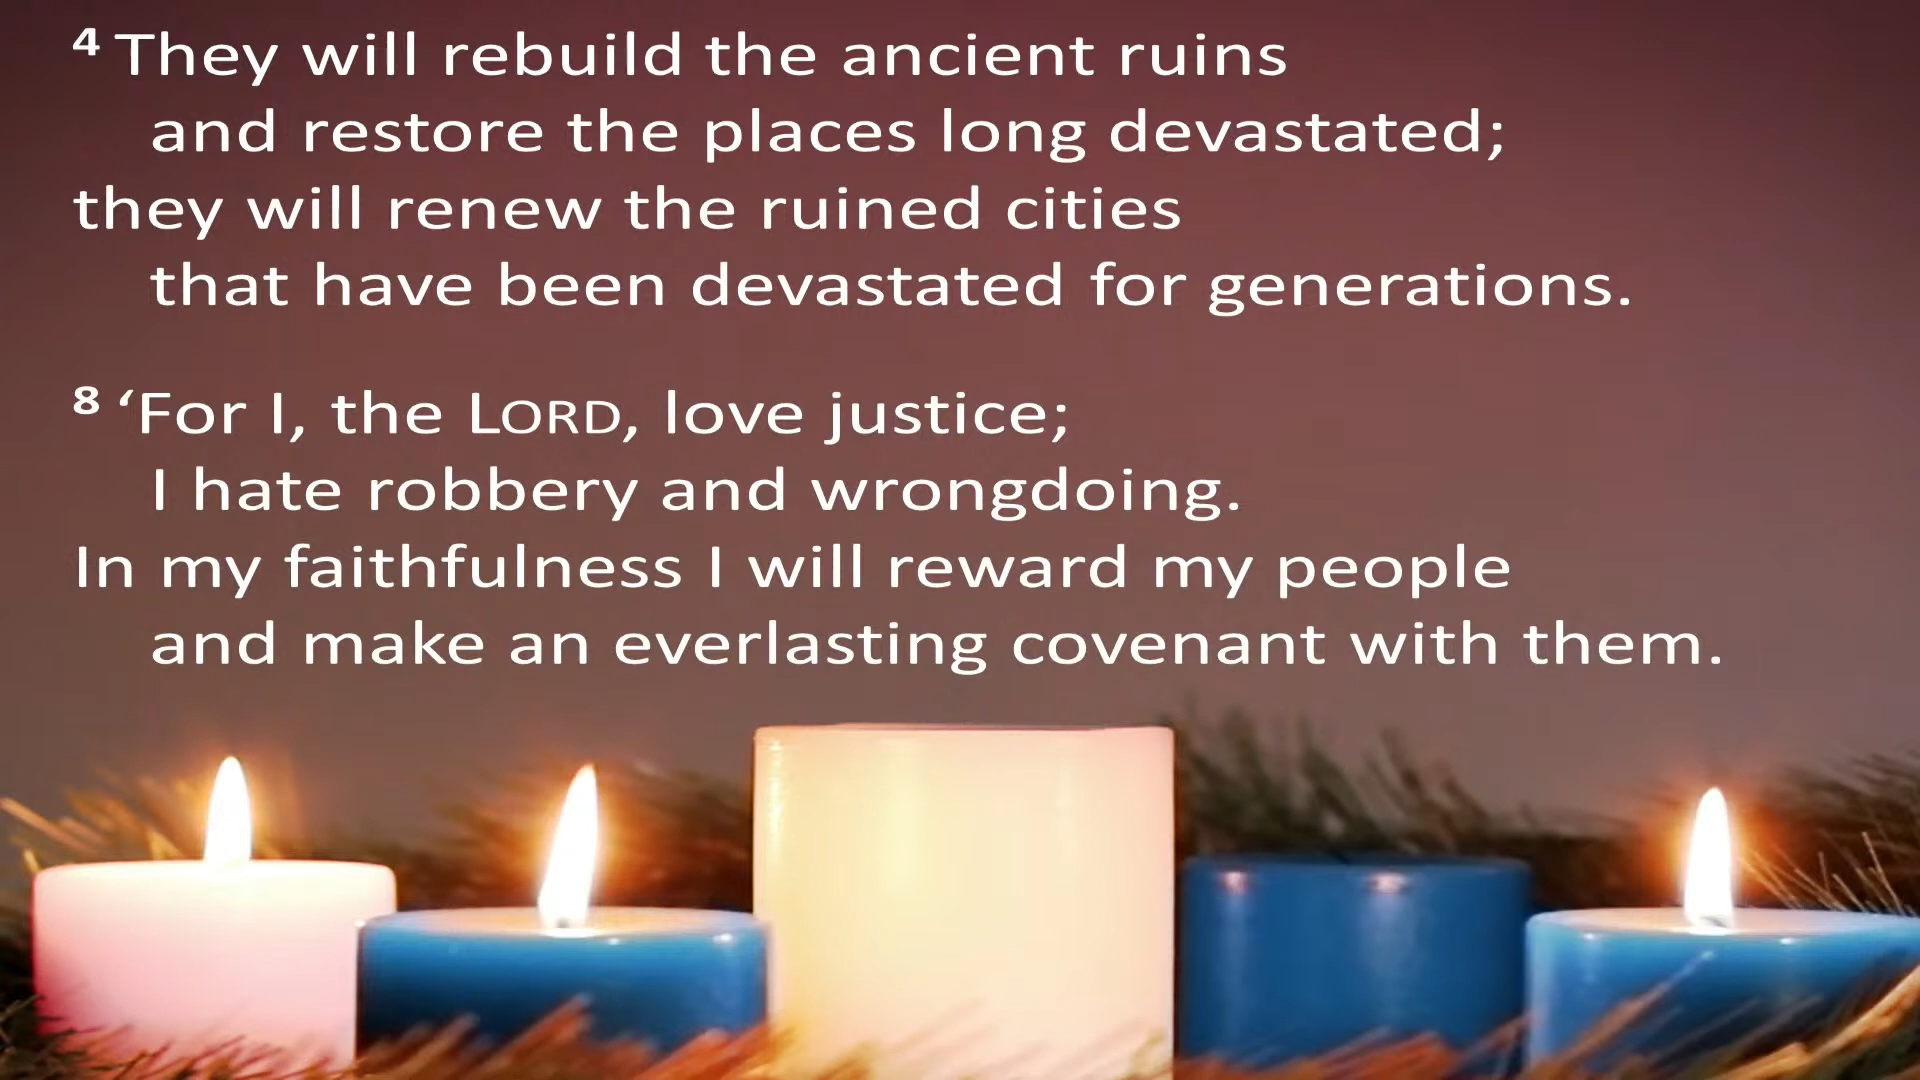 4 They will rebuild the ancient ruins
and restore the places long devastated;
they will renew the ruined cities
that have been devastated for generations.
8 ‘For I, the LORD, love justice;
I hate robbery and wrongdoing.
In my faithfulness I will reward my people
and make an everlasting covenant with them.